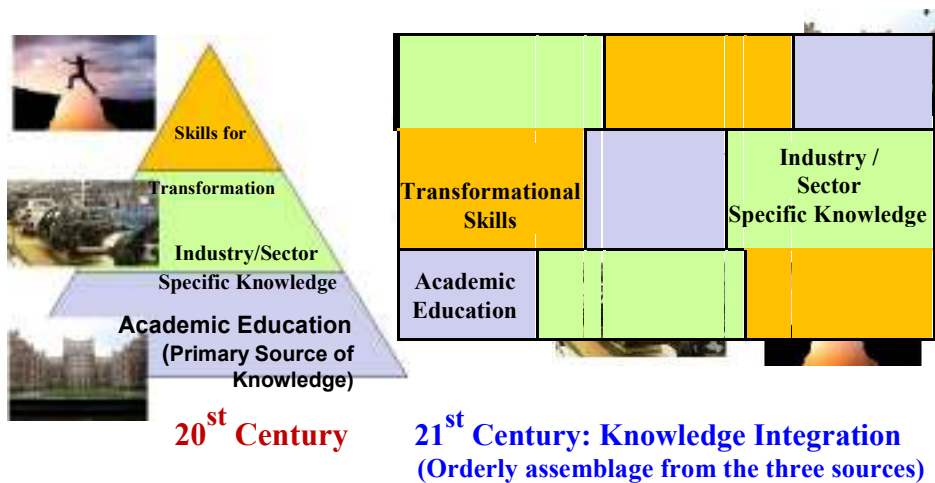 Skills for
Transformation
Industry/Sector
Specific Knowledge
Academic Education
(Primary Source of
Knowledge)
20st Century
Transformational
Skills
Industry /
Sector
Specific Knowledge
Academic
Education
21st Century: Knowledge Integration
(Orderly assemblage from the three sources)